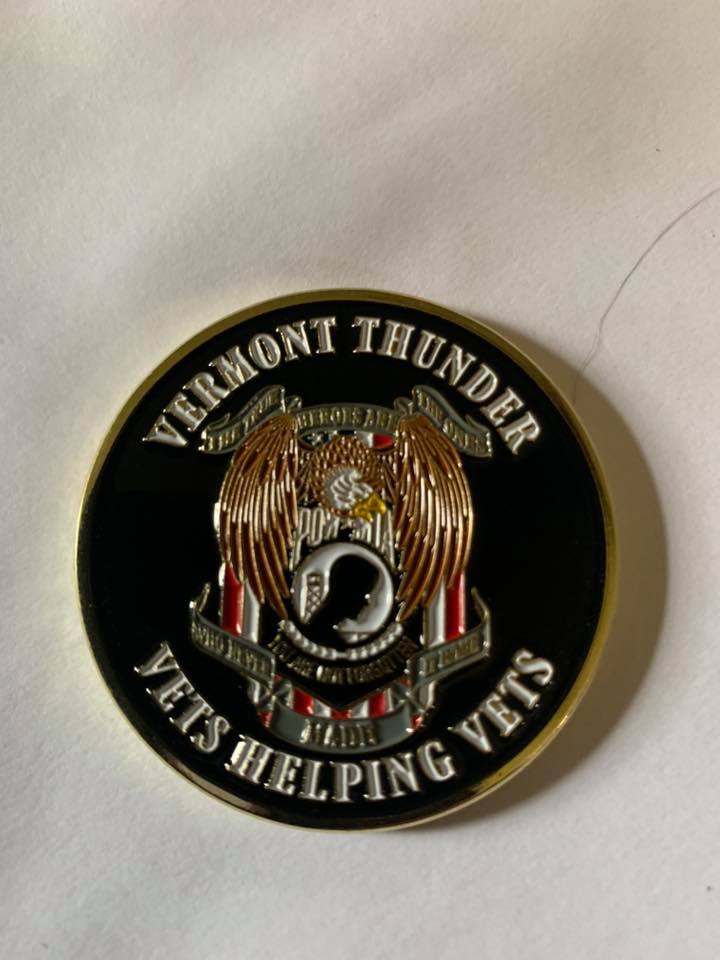 VERMONT THUNDER
THE TRUE HEROES ARE THE ONES
POW MIA
WHO NEVER
YOU ARE NOT FORGOTTEN
IT HOME
MADE
VETS HELPING VETS